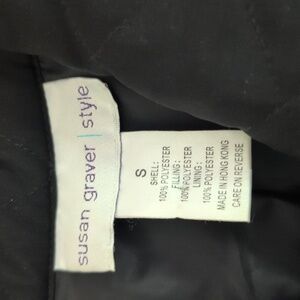 susan graver | style
S
SHELL:
100% POLYESTER
FILLING:
100% POLYESTER
LINING:
100% POLYESTER
MADE IN HONG KONG
CARE ON REVERSE